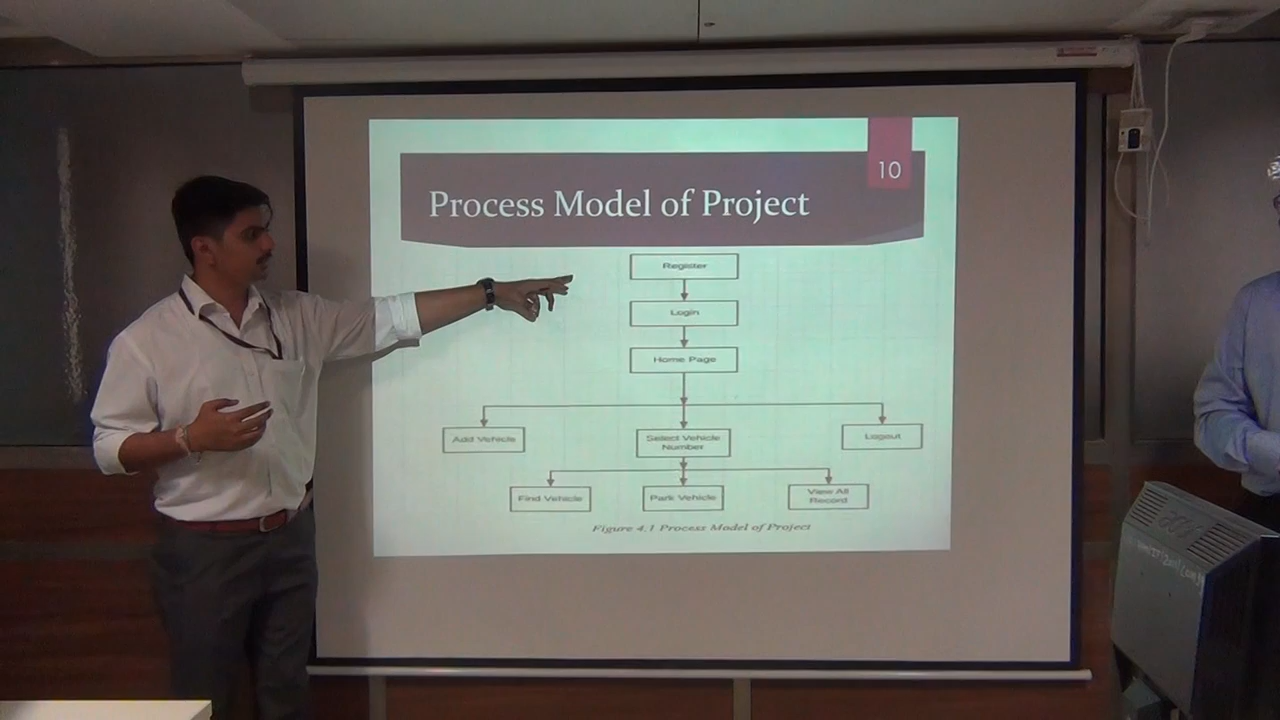 10
Process Model of Project
Register
Login
Home Page
Add Vehicle
Select Vehicle
Number
Logout
Find Vehicle
Park Vehicle
View All
Record
Figure 4.1 Process Model of Project